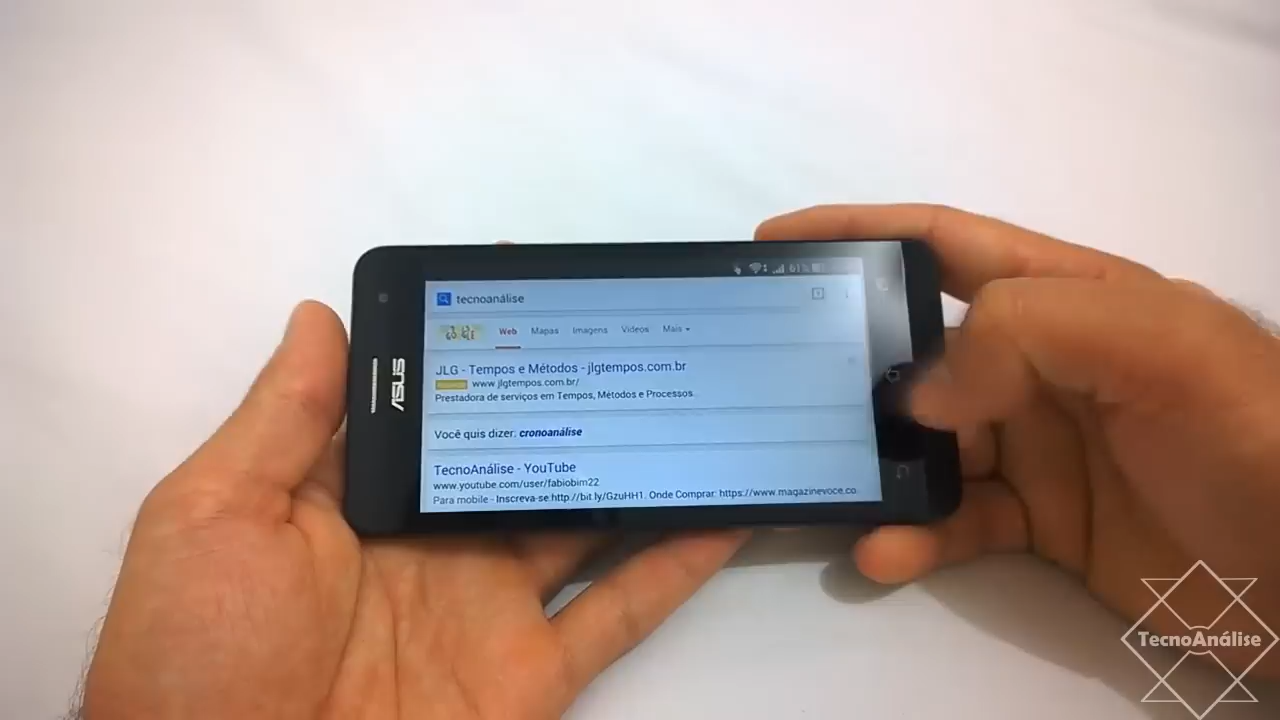 61%
tecnoanálise
Web Mapas Imagens Vídeos Mais
JLG - Tempos e Métodos - jlgtempos.com.br
www.jlgtempos.com.br/
Prestadora de serviços em Tempos, Métodos e Processos.
Você quis dizer: cronoanálise
TecnoAnálise - YouTube
www.youtube.com/user/fabiobim22
Para mobile - Inscreva-se:http://bit.ly/GzuHH1. Onde Comprar: https://www.magazinevoce.co
ASUS
TecnoAnálise